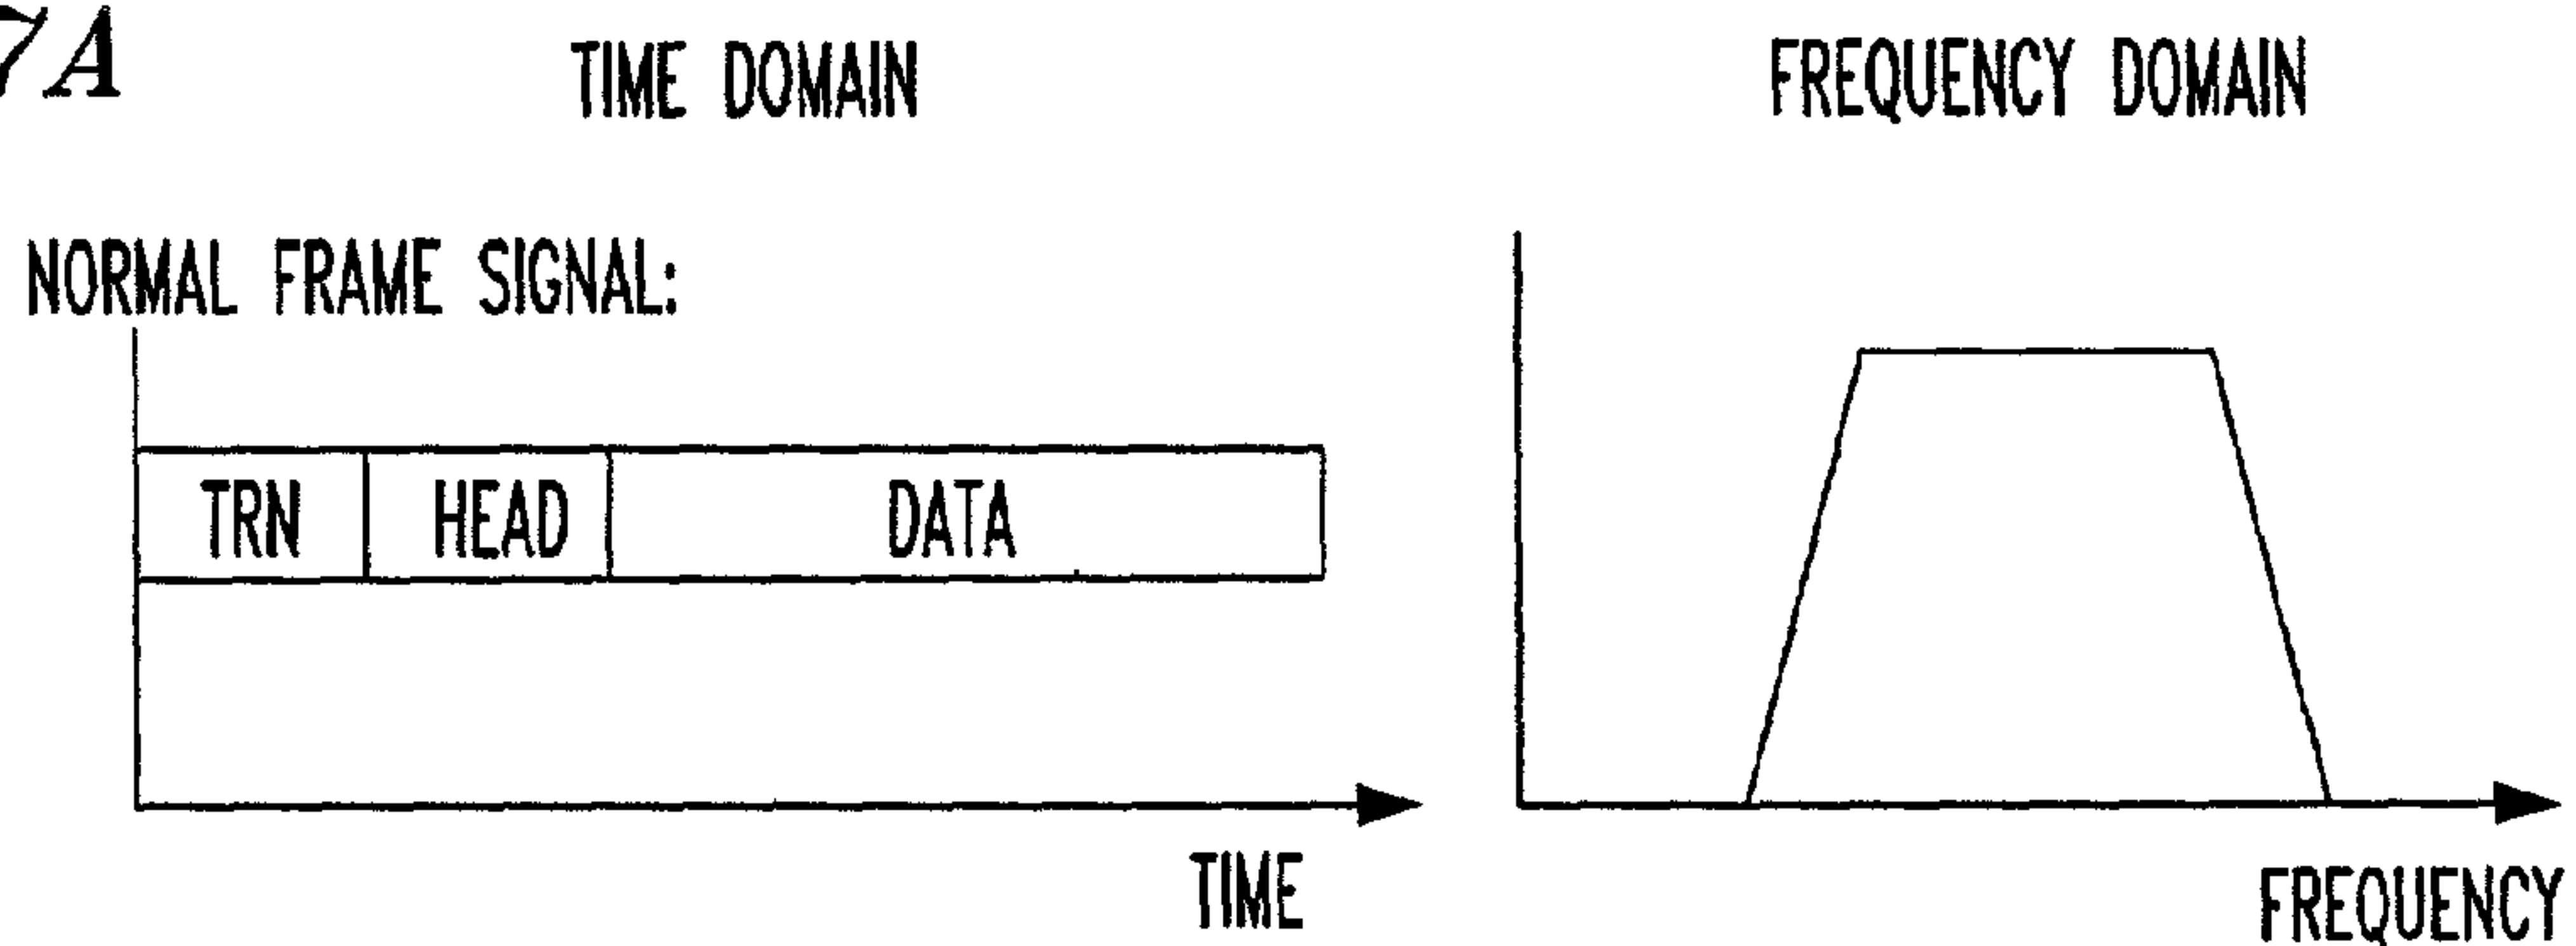 7A
TIME DOMAIN
FREQUENCY DOMAIN
NORMAL FRAME SIGNAL:
TRN
HEAD
DATA
TIME
FREQUENCY